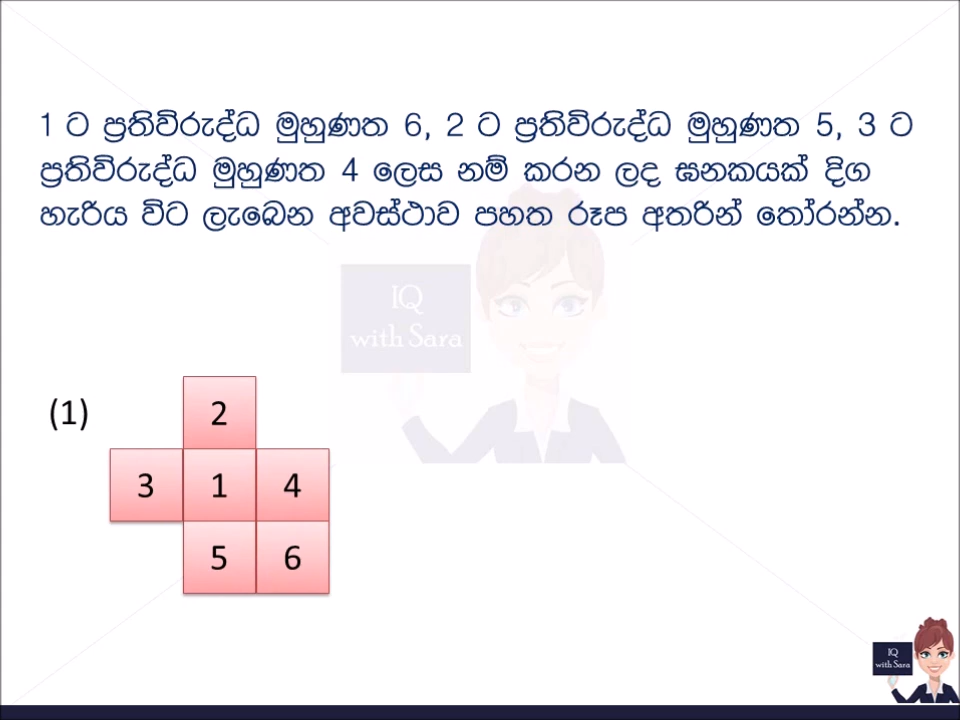 1 ට ප්‍රතිවිරුද්ධ මුහුණත 6, 2 ට ප්‍රතිවිරුද්ධ මුහුණත 5, 3 ට
ප්‍රතිවිරුද්ධ මුහුණත 4 ලෙස නම් කරන ලද ඝනකයක් දිග
හැරිය විට ලැබෙන අවස්ථාව පහත රූප අතරින් තෝරන්න.
IQ
with Sara
(1)
2
3 1 4
5 6
IQ
with Sara